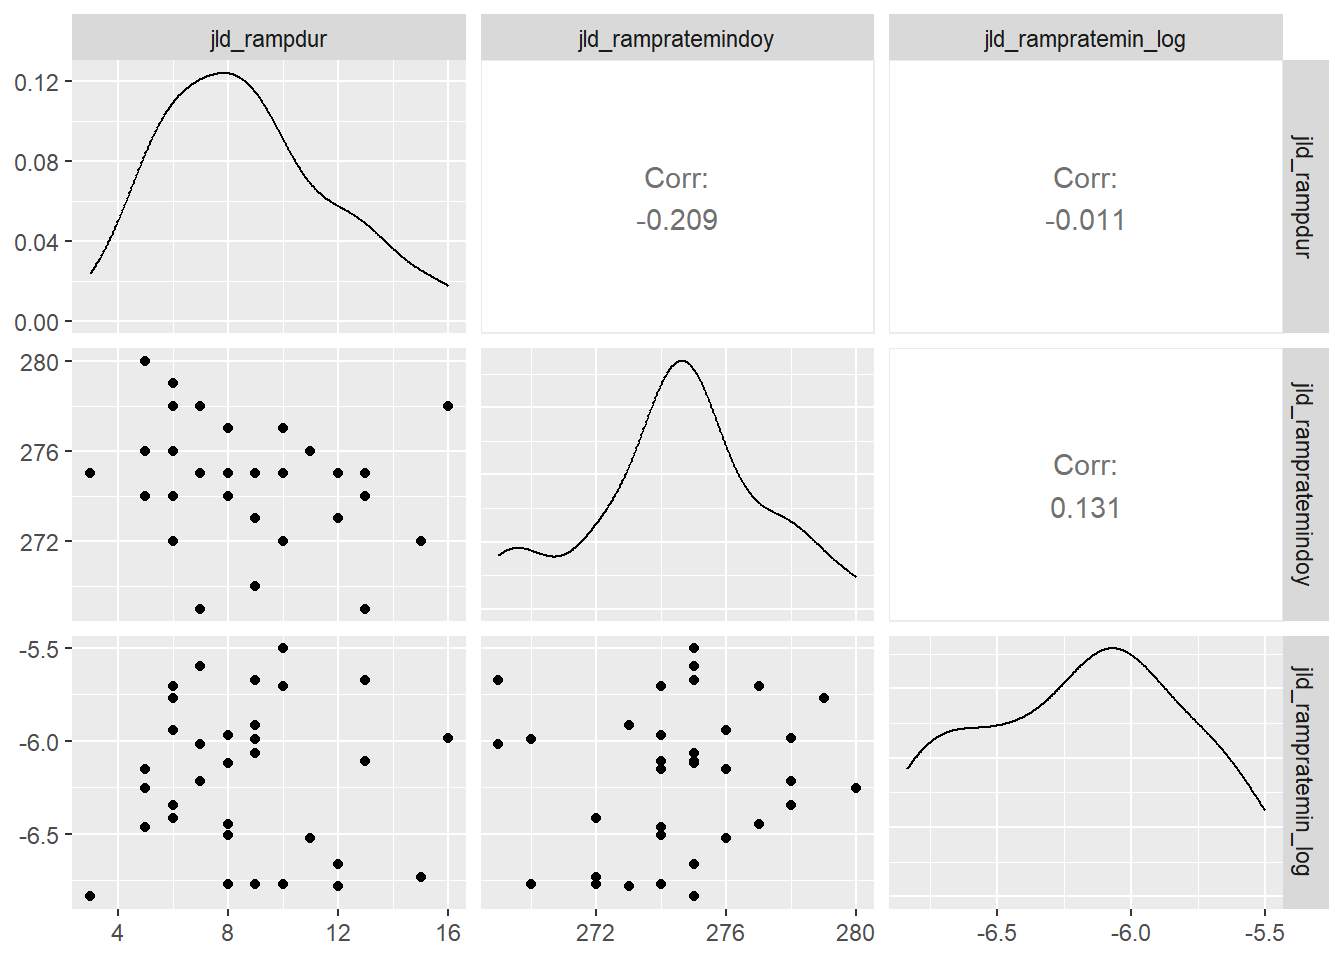 jld_rampdur
jld_rampratemindoy
jld_rampratemin_log
0.12
0.08
0.04
0.00
Corr:
-0.209
Corr:
-0.011
jld_rampdur
280
276
272
Corr:
0.131
jld_rampratemindoy
-5.5
-6.0
-6.5
jld_rampratemin_log
4
8
12
16
272
276
280
-6.5
-6.0
-5.5